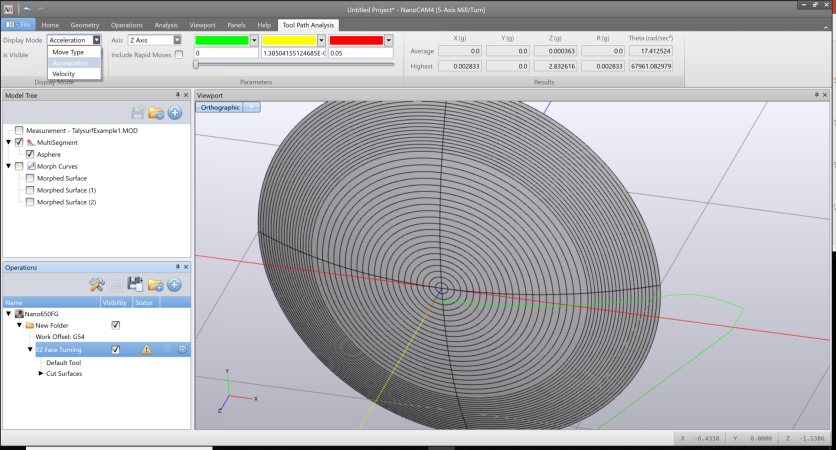 Untitled Project* - NanoCAM4 [5-Axis Mill/Turn]
File Home Geometry Operations Analysis Viewport Panels Help Tool Path Analysis
Display Mode Acceleration Axis Z Axis
Is Visible Include Rapid Moves
Move Type
Acceleration
Velocity
Display Mode
0 1.38504155124685E-0 0.05
Parameters
X (g) Y (g) Z (g) R (g) Theta (rad/sec²)
Average 0.0 0.0 0.000363 0.0 17.412524
Highest 0.002833 0.0 2.832616 0.002833 67961.082979
Results
Model Tree
Measurement - TalysurfExample1.MOD
MultiSegment
Asphere
Morph Curves
Morphed Surface
Morphed Surface (1)
Morphed Surface (2)
Operations
Name Visibility Status
Nano650FG
New Folder
Work Offset: G54
XZ Face Turning
Default Tool
Cut Surfaces
Viewport
Orthographic
Y
X
Z
X -6.4338 Y 0.0000 Z -1.5386